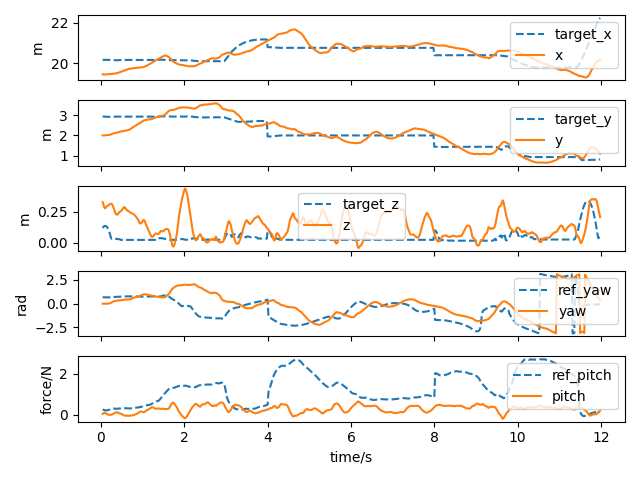 22
20
m
target_x
x
3
2
1
m
target_y
y
0.25
0.00
m
target_z
z
2.5
0.0
−2.5
rad
ref_yaw
yaw
2
0
force/N
ref_pitch
pitch
0 2 4 6 8 10 12
time/s